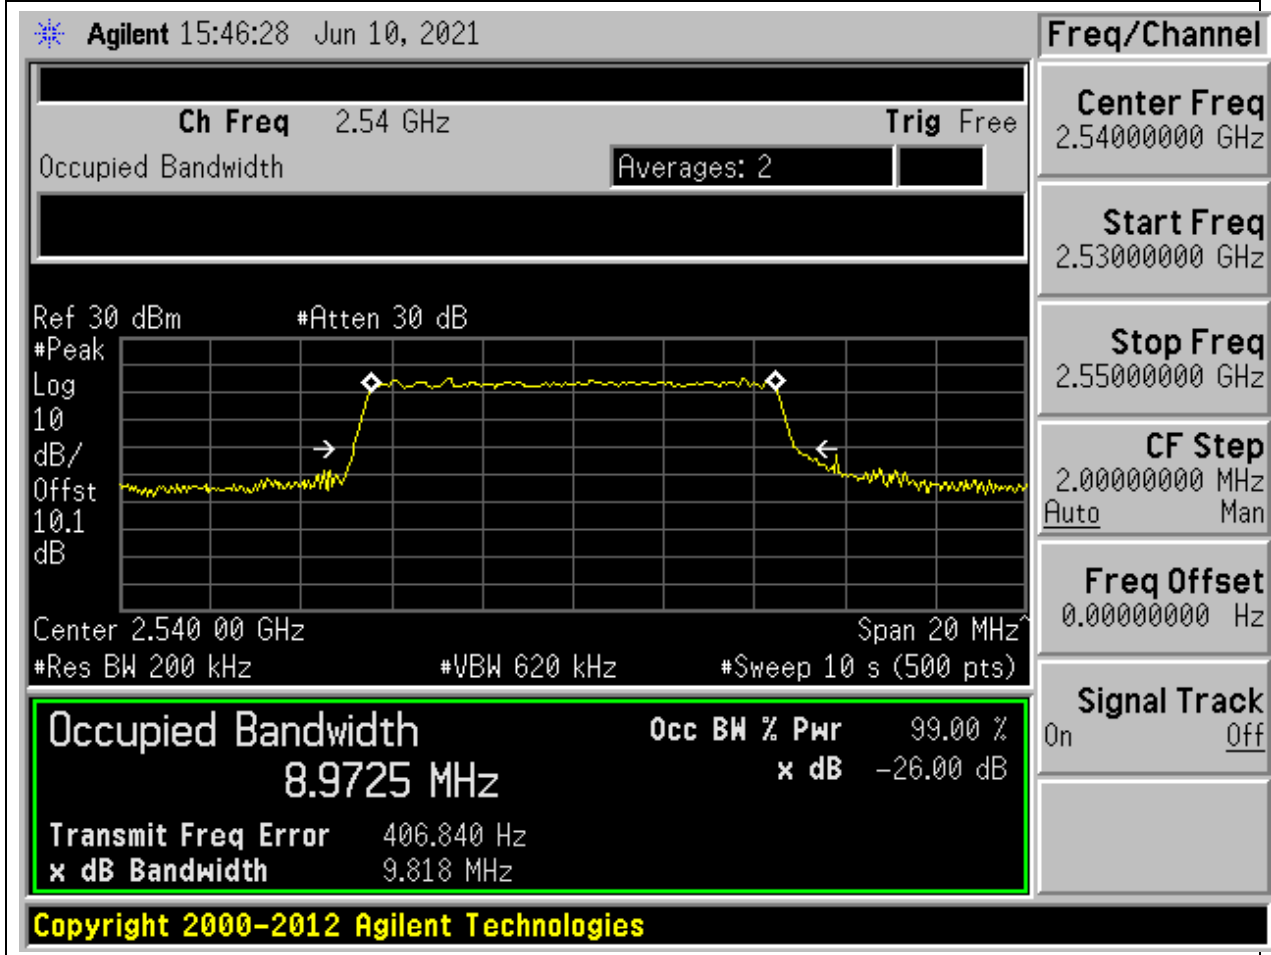 Agilent 15:46:28 Jun 10, 2021
Freq/Channel
Ch Freq 2.54 GHz Trig Free
Occupied Bandwidth Averages: 2
Center Freq
2.54000000 GHz
Start Freq
2.53000000 GHz
Stop Freq
2.55000000 GHz
CF Step
2.00000000 MHz
Auto Man
Freq Offset
0.00000000 Hz
Signal Track
On Off
Ref 30 dBm #Atten 30 dB
#Peak
Log
10
dB/
Offst
10.1
dB
Center 2.540 00 GHz Span 20 MHz^
#Res BW 200 kHz #VBW 620 kHz #Sweep 10 s (500 pts)
Occupied Bandwidth Occ BW % Pwr 99.00 %
8.9725 MHz x dB -26.00 dB
Transmit Freq Error 406.840 Hz
x dB Bandwidth 9.818 MHz
Copyright 2000-2012 Agilent Technologies